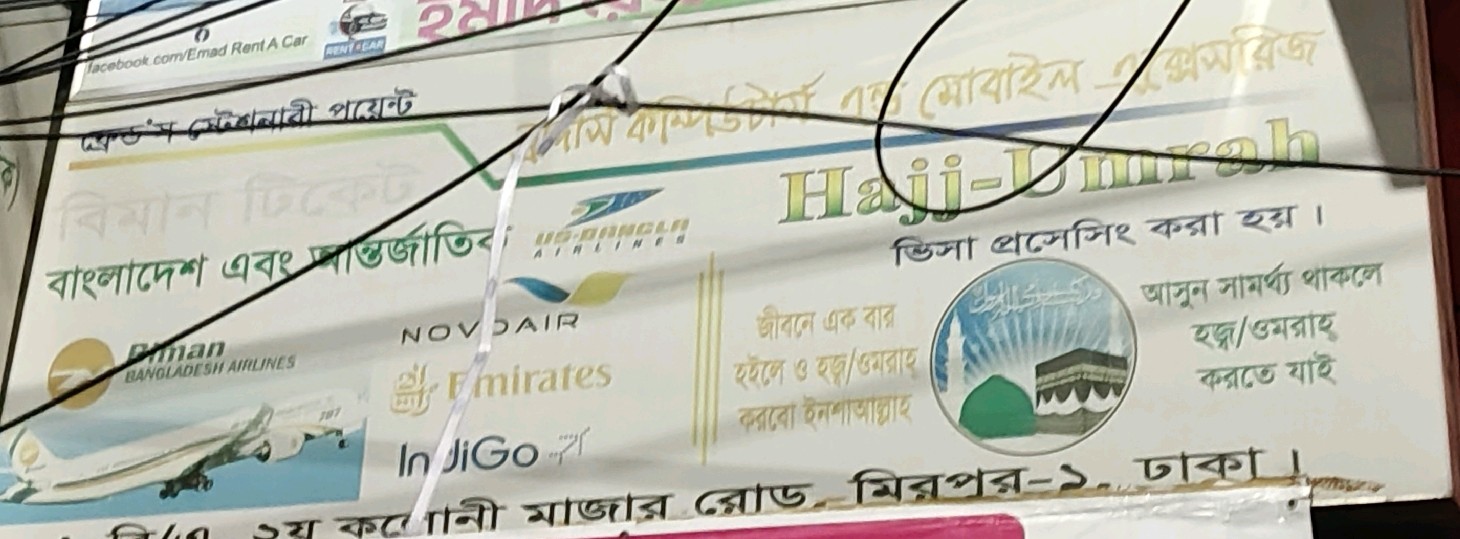 facebook.com/Emad Rent A Car
RENT A CAR
পয়েন্ট
কম্পিউটার্স এন্ড মোবাইল এক্সেসরিজ
বিমান টিকেট
বাংলাদেশ এবং আন্তর্জাতিক
US-BANGLA
AIRLINES
NOVOAIR
Biman
BANGLADESH AIRLINES
Emirates
IndiGo
787
Hajj-Umrah
ভিসা প্রসেসিং করা হয় ।
জীবনে এক বার
হইলে ও হজ্ব/ওমরাহ
করবো ইনশাআল্লাহ
আসুন সামর্থ্য থাকলে
হজ্ব/ওমরাহ
করতে যাই
২য় কলোনী মাজার রোড, মিরপুর-১, ঢাকা ।